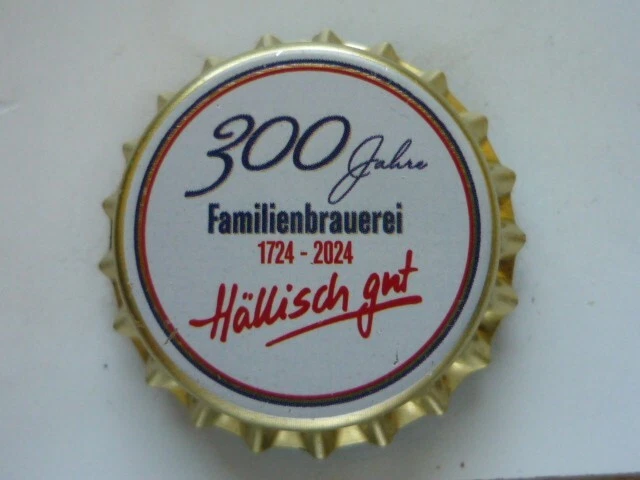 300 Jahre
Familienbrauerei
1724 - 2024
Hällisch gut